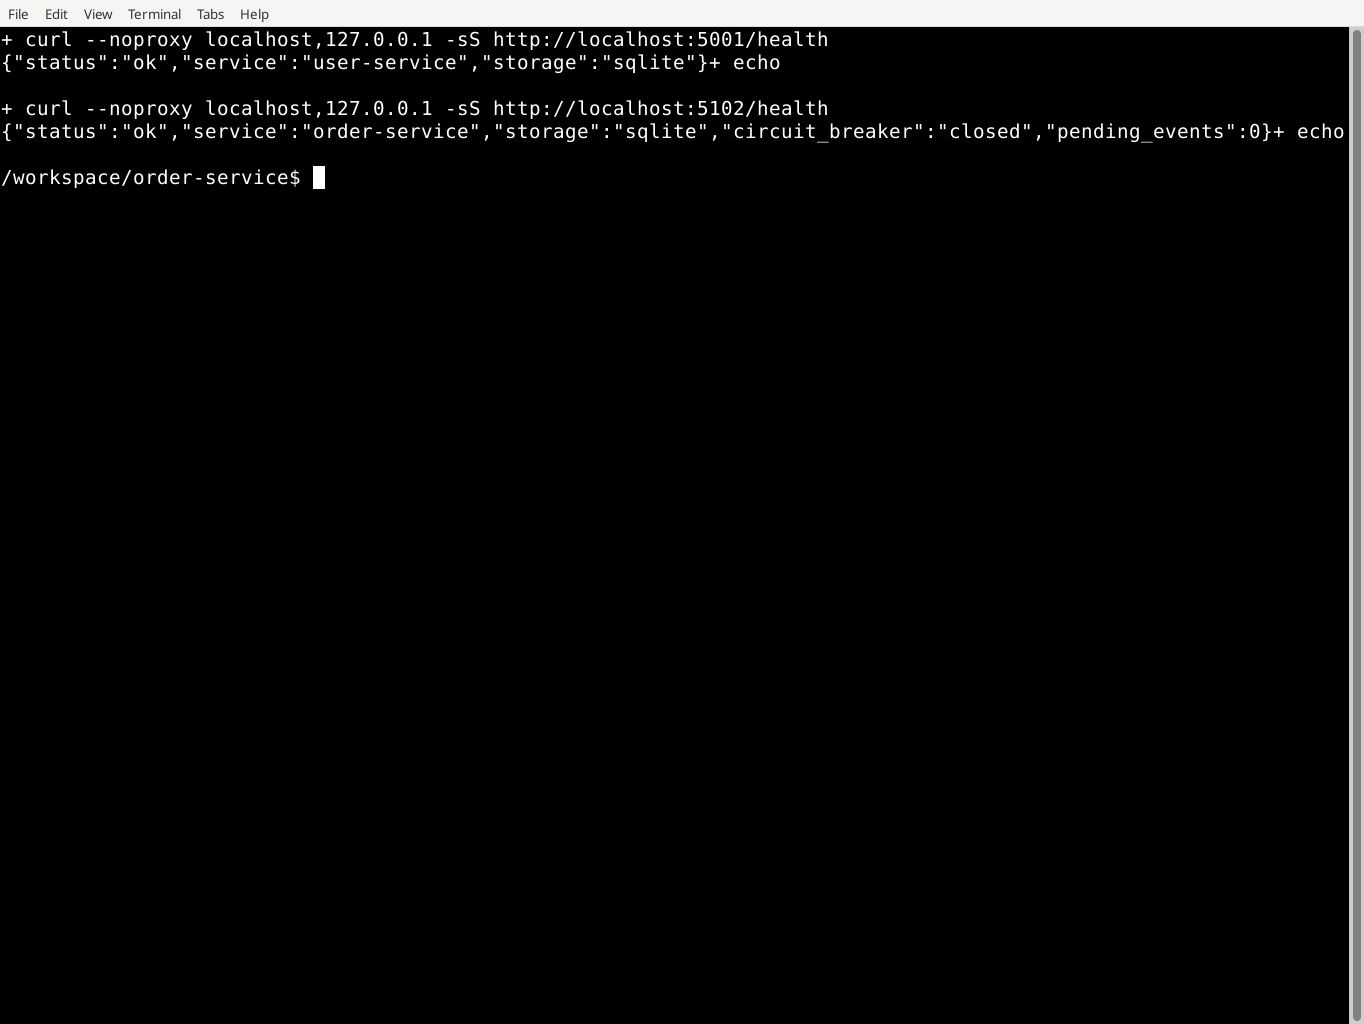 File Edit View Terminal Tabs Help
+ curl --noproxy localhost,127.0.0.1 -sS http://localhost:5001/health
{"status":"ok","service":"user-service","storage":"sqlite"}+ echo
+ curl --noproxy localhost,127.0.0.1 -sS http://localhost:5102/health
{"status":"ok","service":"order-service","storage":"sqlite","circuit_breaker":"closed","pending_events":0}+ echo
/workspace/order-service$